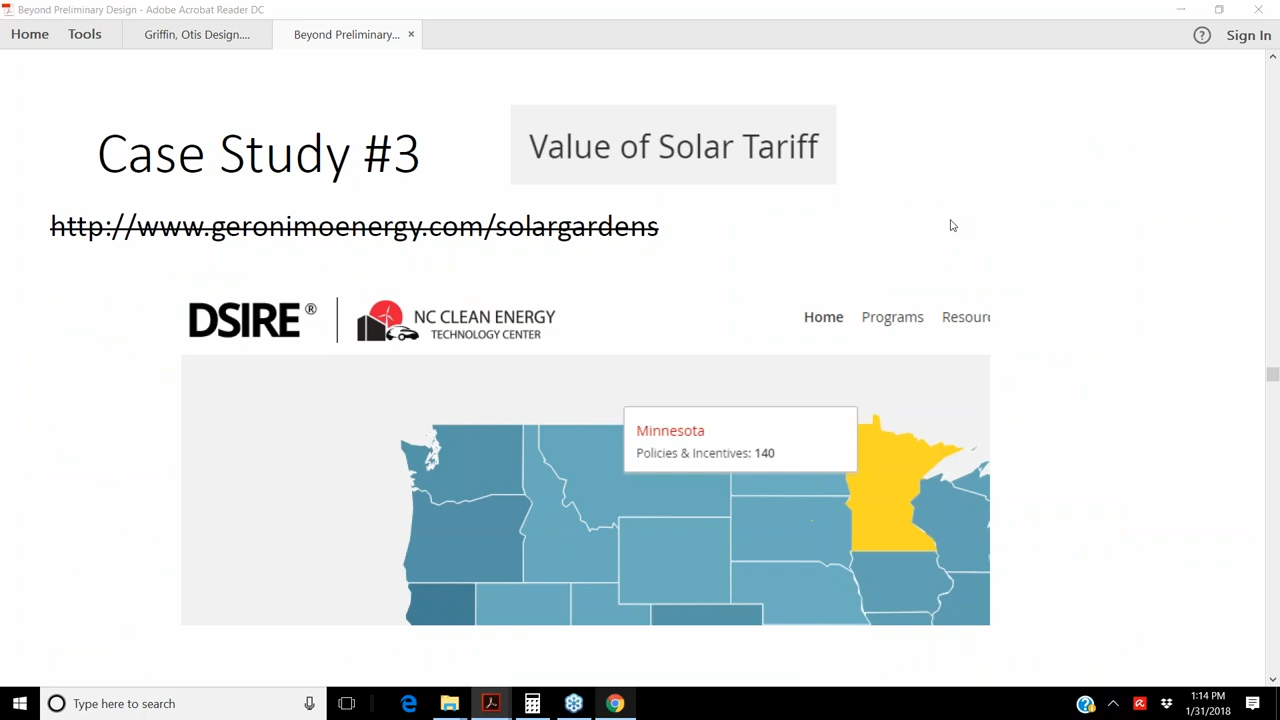 Beyond Preliminary Design - Adobe Acrobat Reader DC
Home Tools Griffin, Otis Design.... Beyond Preliminary... × ? Sign In
Case Study #3
Value of Solar Tariff
http://www.geronimoenergy.com/solargardens
DSIRE® NC CLEAN ENERGY
TECHNOLOGY CENTER
Home Programs Resourc
Minnesota
Policies & Incentives: 140
Type here to search
1:14 PM
1/31/2018